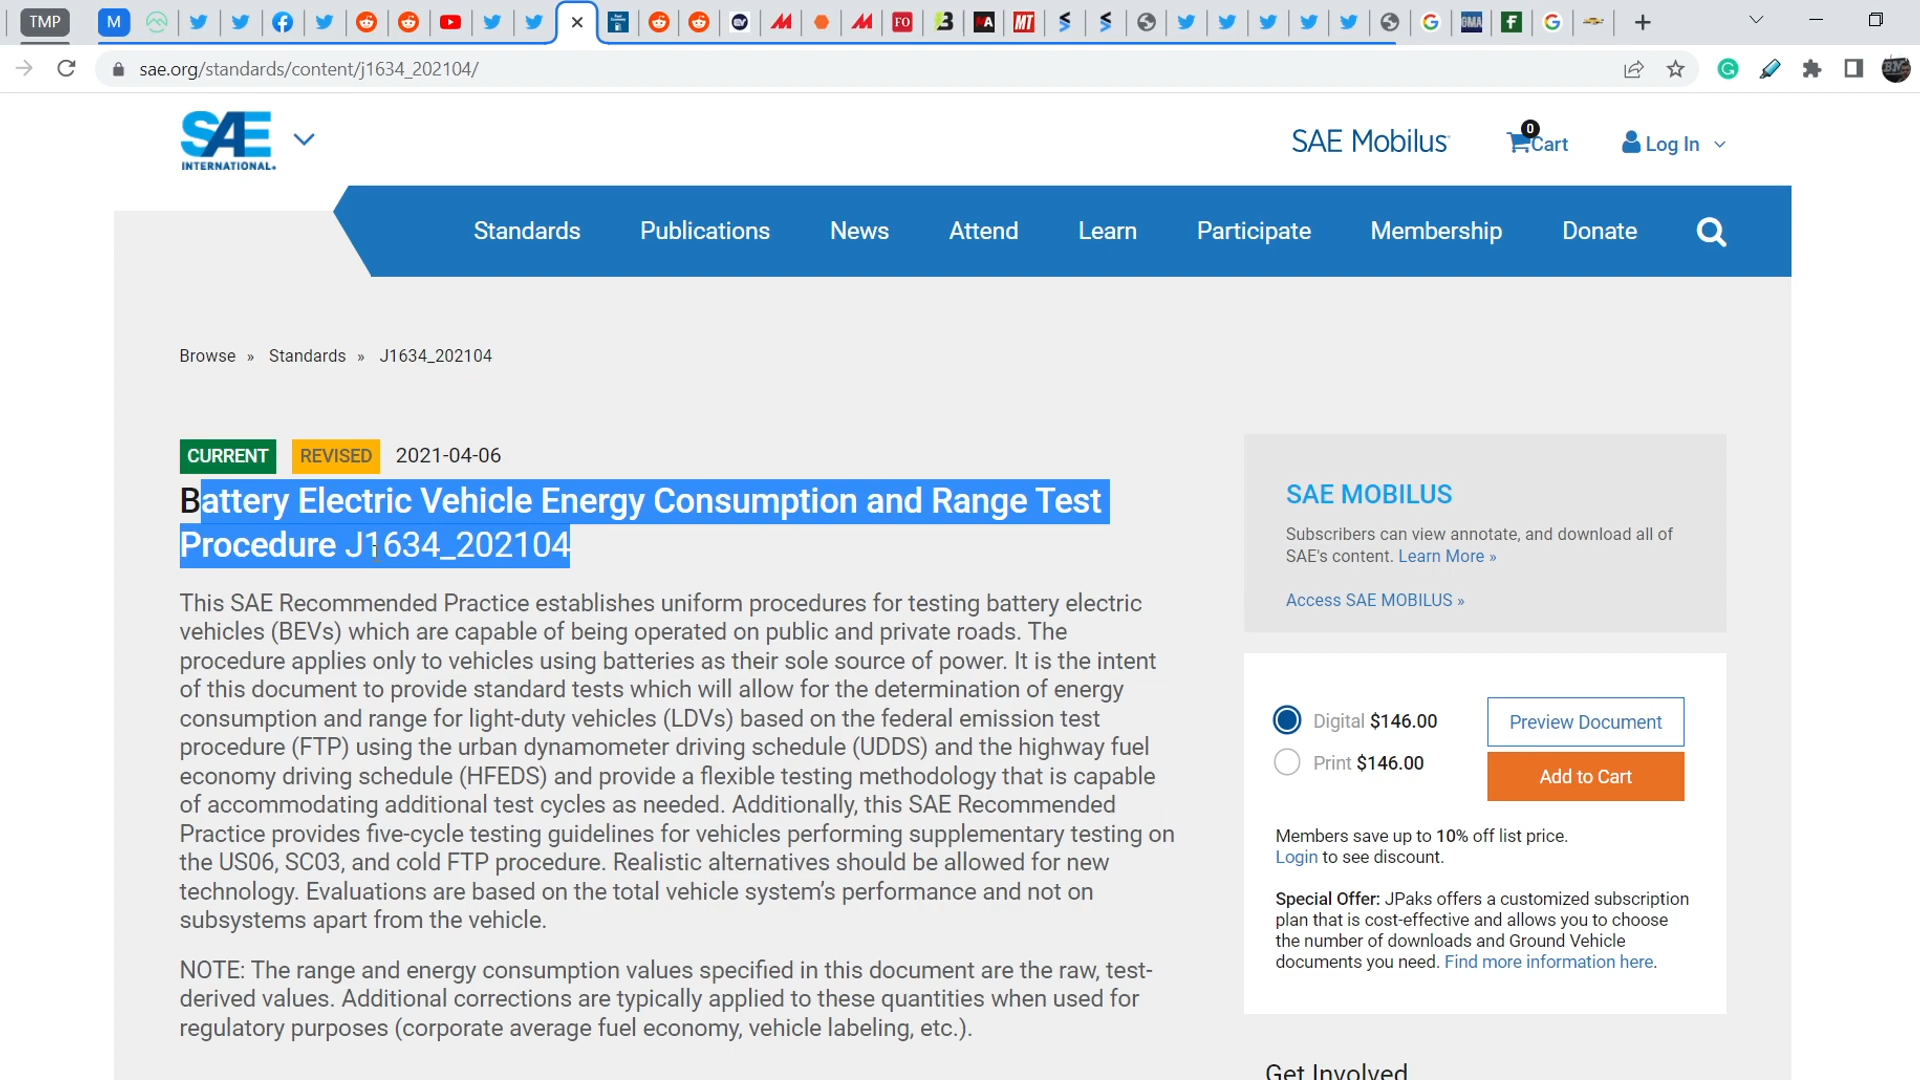 TMP
M
FO
B
MA
MT
S
S
G
GMA
F
G
sae.org/standards/content/j1634_202104/
SAE
INTERNATIONAL®
SAE Mobilus
0
Cart
Log In
Standards
Publications
News
Attend
Learn
Participate
Membership
Donate
Browse » Standards » J1634_202104
CURRENT REVISED 2021-04-06
Battery Electric Vehicle Energy Consumption and Range Test
Procedure J1634_202104
This SAE Recommended Practice establishes uniform procedures for testing battery electric
vehicles (BEVs) which are capable of being operated on public and private roads. The
procedure applies only to vehicles using batteries as their sole source of power. It is the intent
of this document to provide standard tests which will allow for the determination of energy
consumption and range for light-duty vehicles (LDVs) based on the federal emission test
procedure (FTP) using the urban dynamometer driving schedule (UDDS) and the highway fuel
economy driving schedule (HFEDS) and provide a flexible testing methodology that is capable
of accommodating additional test cycles as needed. Additionally, this SAE Recommended
Practice provides five-cycle testing guidelines for vehicles performing supplementary testing on
the US06, SC03, and cold FTP procedure. Realistic alternatives should be allowed for new
technology. Evaluations are based on the total vehicle system's performance and not on
subsystems apart from the vehicle.
NOTE: The range and energy consumption values specified in this document are the raw, test-
derived values. Additional corrections are typically applied to these quantities when used for
regulatory purposes (corporate average fuel economy, vehicle labeling, etc.).
SAE MOBILUS
Subscribers can view annotate, and download all of
SAE's content. Learn More »
Access SAE MOBILUS »
Digital $146.00
Print $146.00
Preview Document
Add to Cart
Members save up to 10% off list price.
Login to see discount.
Special Offer: JPaks offers a customized subscription
plan that is cost-effective and allows you to choose
the number of downloads and Ground Vehicle
documents you need. Find more information here.
Get Involved